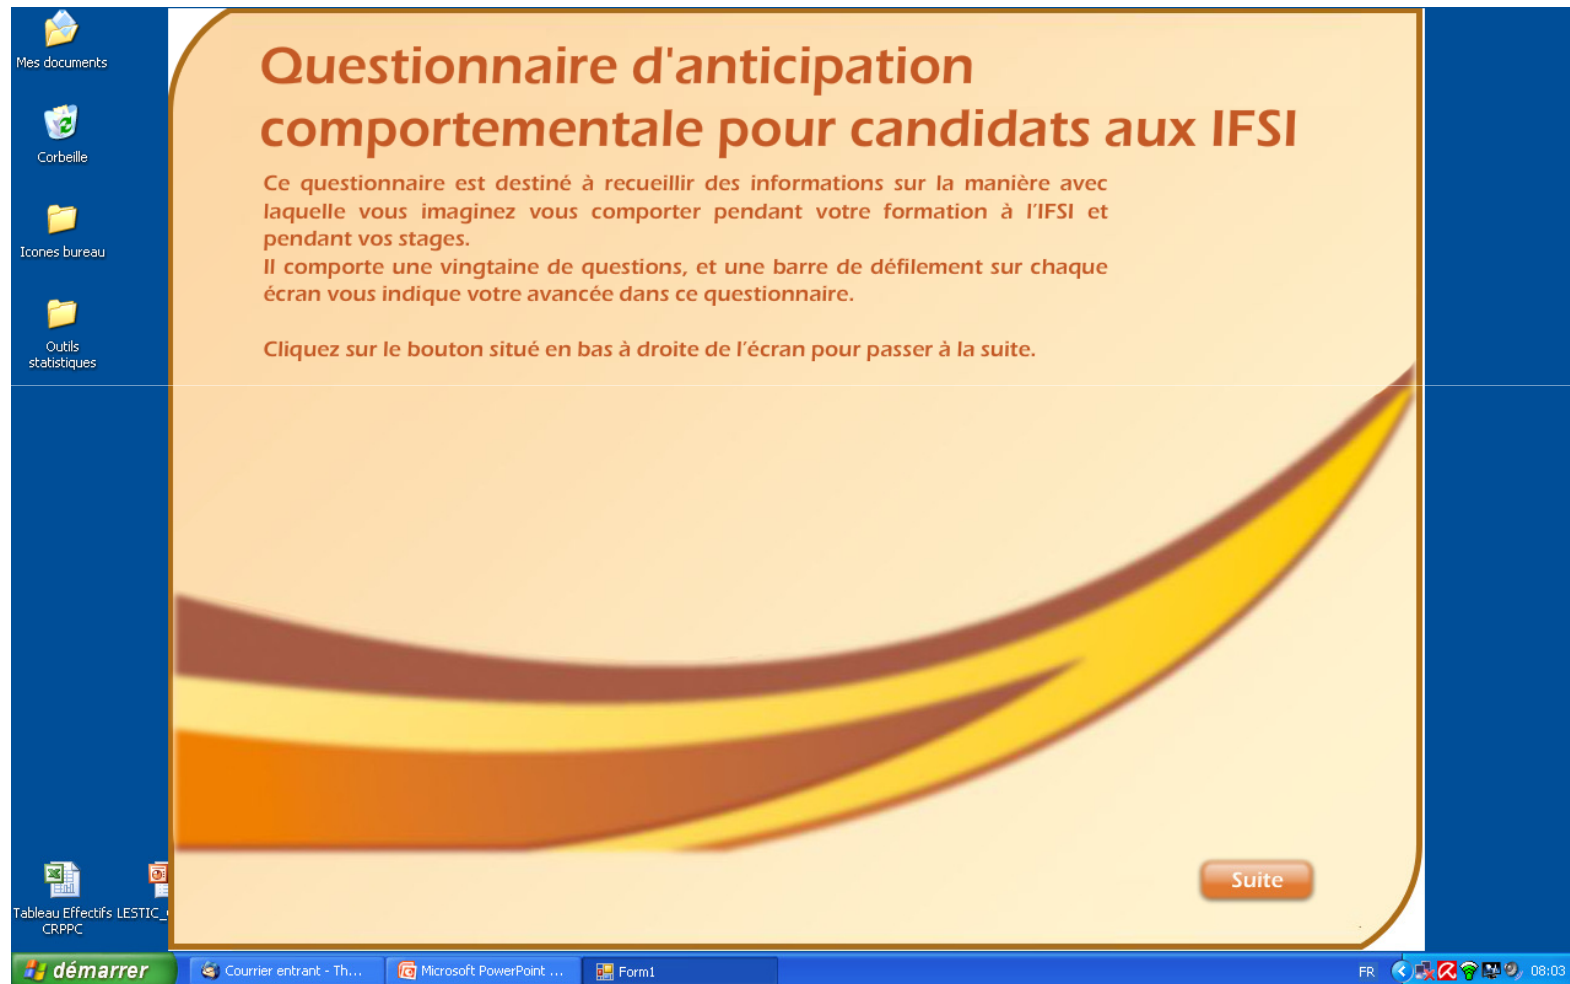 Mes documents
Corbeille
Icones bureau
Outils
statistiques
Questionnaire d'anticipation
comportementale pour candidats aux IFSI
Ce questionnaire est destiné à recueillir des informations sur la manière avec
laquelle vous imaginez vous comporter pendant votre formation à l'IFSI et
pendant vos stages.
Il comporte une vingtaine de questions, et une barre de défilement sur chaque
écran vous indique votre avancée dans ce questionnaire.
Cliquez sur le bouton situé en bas à droite de l'écran pour passer à la suite.
Suite
Tableau Effectifs
CRPPC
LESTIC_
démarrer
Courrier entrant - Th...
Microsoft PowerPoint ...
Form1
FR
08:03